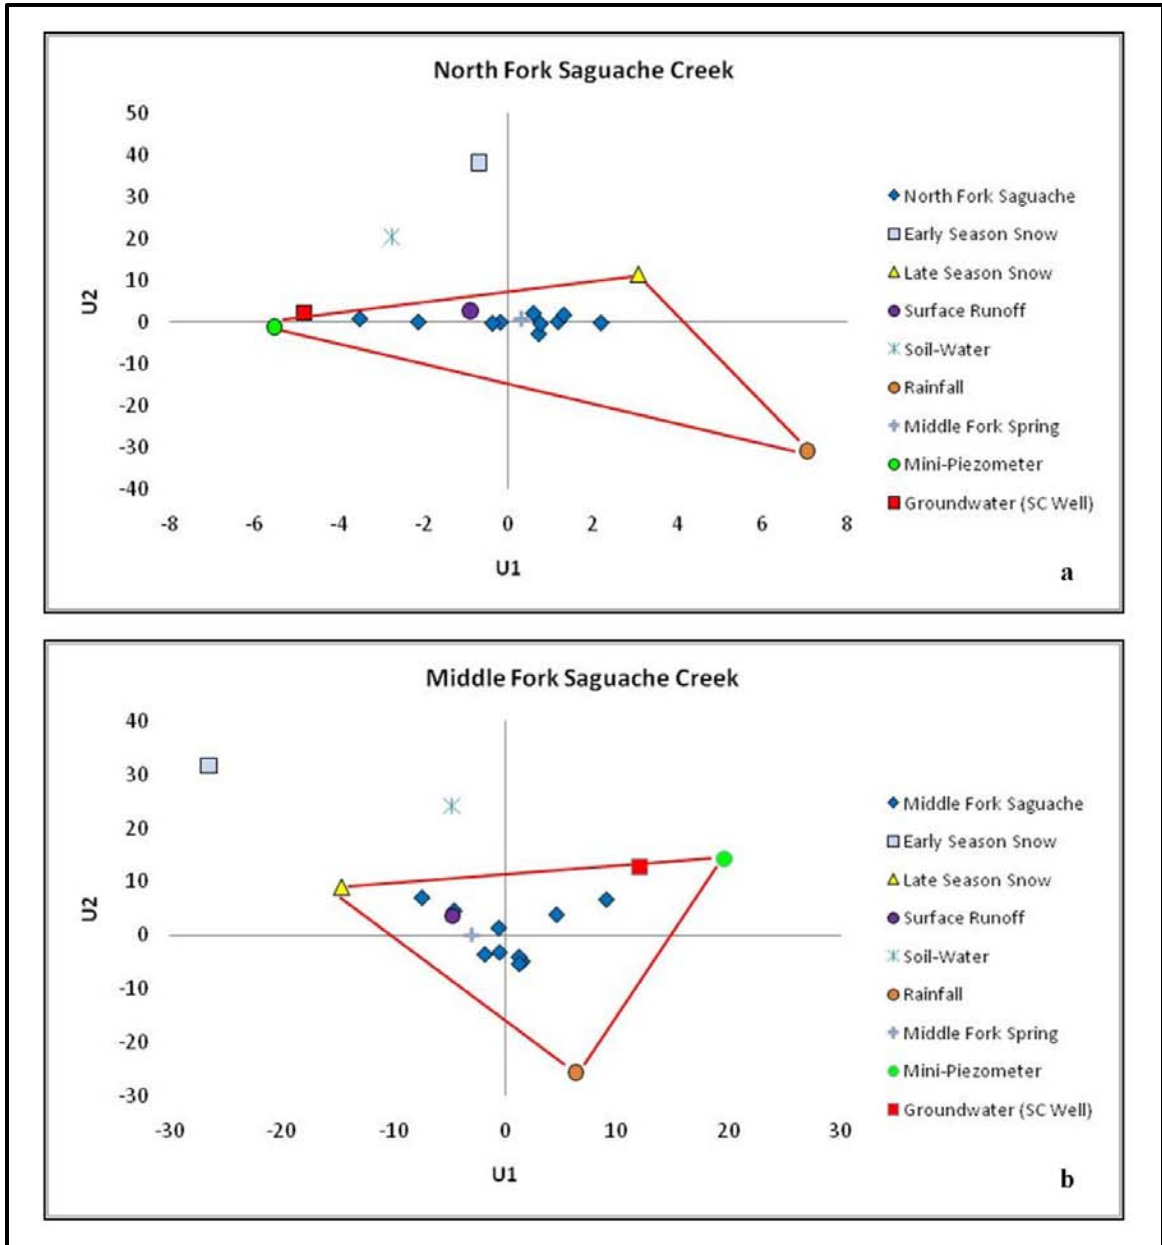 North Fork Saguache Creek
50
40
30
20
10
0
-10
-20
-30
-40
U2
-8 -6 -4 -2 0 2 4 6 8
U1
North Fork Saguache
Early Season Snow
Late Season Snow
Surface Runoff
Soil-Water
Rainfall
Middle Fork Spring
Mini-Piezometer
Groundwater (SC Well)
a
Middle Fork Saguache Creek
40
30
20
10
0
-10
-20
-30
U2
-30 -20 -10 0 10 20 30
U1
Middle Fork Saguache
Early Season Snow
Late Season Snow
Surface Runoff
Soil-Water
Rainfall
Middle Fork Spring
Mini-Piezometer
Groundwater (SC Well)
b